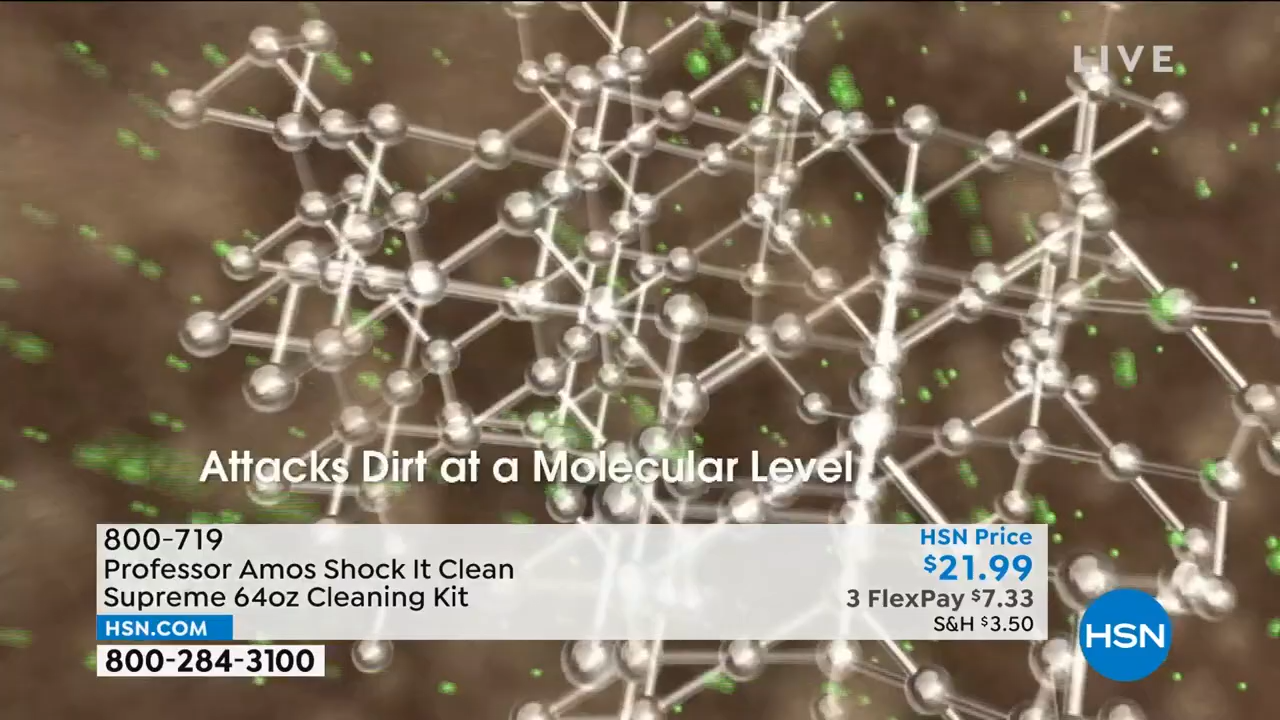 LIVE
Attacks Dirt at a Molecular Level
800-719
Professor Amos Shock It Clean
Supreme 64oz Cleaning Kit
HSN.COM
800-284-3100
HSN Price
$21.99
3 FlexPay $7.33
S&H $3.50
HSN